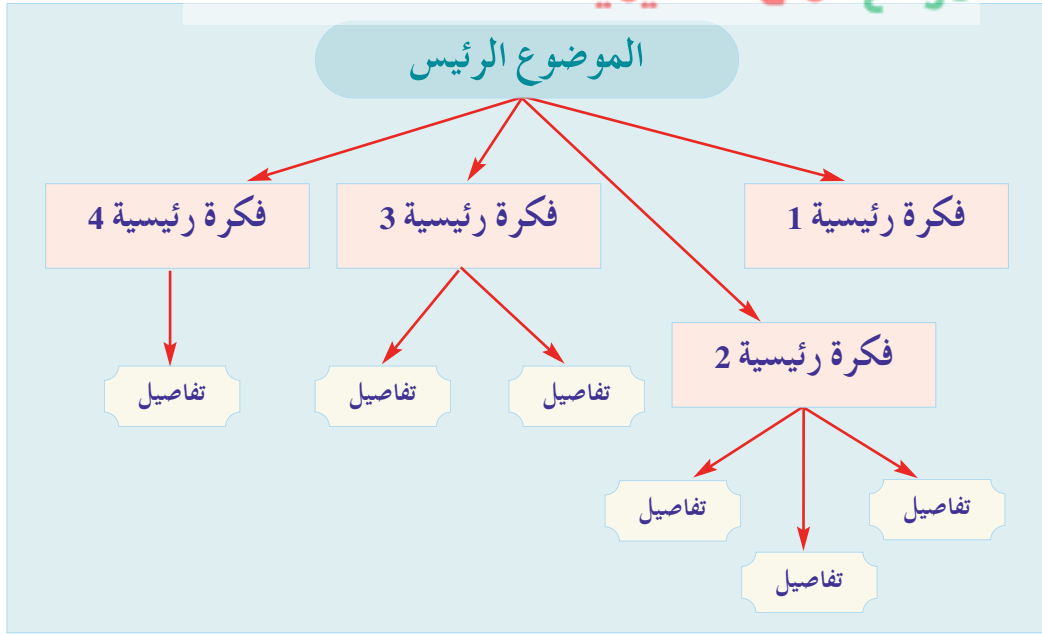 الموضوع الرئيس
فكرة رئيسية 1
فكرة رئيسية 3
فكرة رئيسية 4
فكرة رئيسية 2
تفاصيل
تفاصيل
تفاصيل
تفاصيل
تفاصيل
تفاصيل